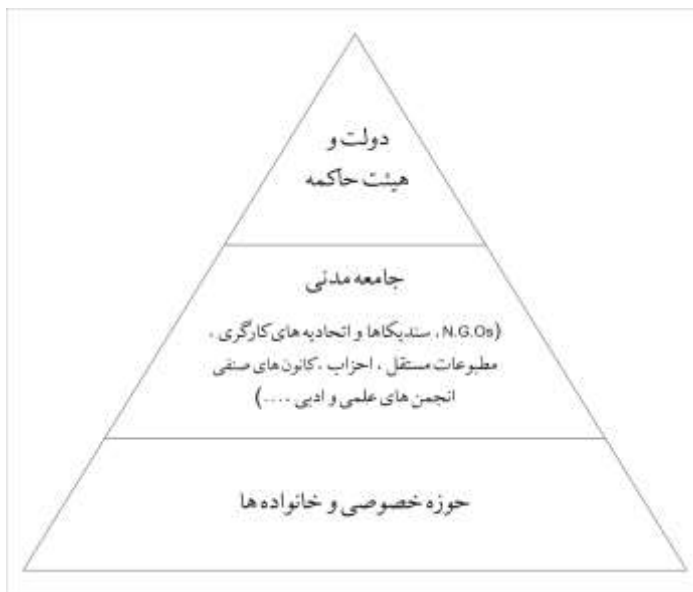 دولت و
هیئت حاکمه
جامعه مدنی
(N.G.Os ، سندیکاها و اتحادیه های کارگری ،
مطبوعات مستقل ، احزاب ، کانون های صنفی
انجمن های علمی و ادبی ....)
حوزه خصوصی و خانواده ها